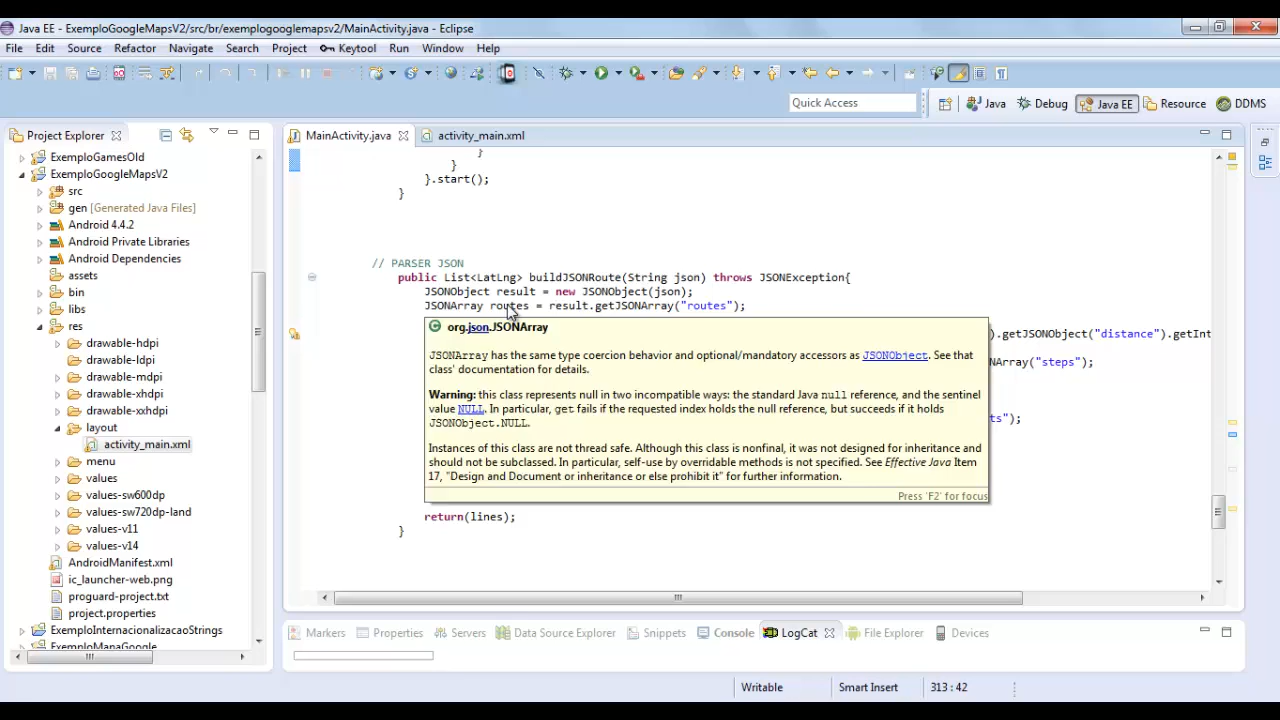 Java EE - ExemploGoogleMapsV2/src/br/exemplogooglemapsv2/MainActivity.java - Eclipse
File Edit Source Refactor Navigate Search Project Keytool Run Window Help
Quick Access
Java Debug Java EE Resource DDMS
Project Explorer
MainActivity.java activity_main.xml
ExemploGamesOld
ExemploGoogleMapsV2
src
gen [Generated Java Files]
Android 4.4.2
Android Private Libraries
Android Dependencies
assets
bin
libs
res
drawable-hdpi
drawable-ldpi
drawable-mdpi
drawable-xhdpi
drawable-xxhdpi
layout
activity_main.xml
menu
values
values-sw600dp
values-sw720dp-land
values-v11
values-v14
AndroidManifest.xml
ic_launcher-web.png
proguard-project.txt
project.properties
ExemploInternacionalizacaoStrings
ExemploMapaGoogle
}
}
}.start();
}
// PARSER JSON
public List<LatLng> buildJSONRoute(String json) throws JSONException{
JSONObject result = new JSONObject(json);
JSONArray routes = result.getJSONArray("routes");
).getJSONObject("distance").getInt
NArray("steps");
ts");
org.json.JSONArray
JSONArray has the same type coercion behavior and optional/mandatory accessors as JSONObject. See that
class' documentation for details.
Warning: this class represents null in two incompatible ways: the standard Java null reference, and the sentinel
value NULL. In particular, get fails if the requested index holds the null reference, but succeeds if it holds
JSONObject.NULL.
Instances of this class are not thread safe. Although this class is nonfinal, it was not designed for inheritance and
should not be subclassed. In particular, self-use by overridable methods is not specified. See Effective Java Item
17, "Design and Document or inheritance or else prohibit it" for further information.
Press 'F2' for focus
return(lines);
}
Markers Properties Servers Data Source Explorer Snippets Console LogCat File Explorer Devices
Writable Smart Insert 313 : 42